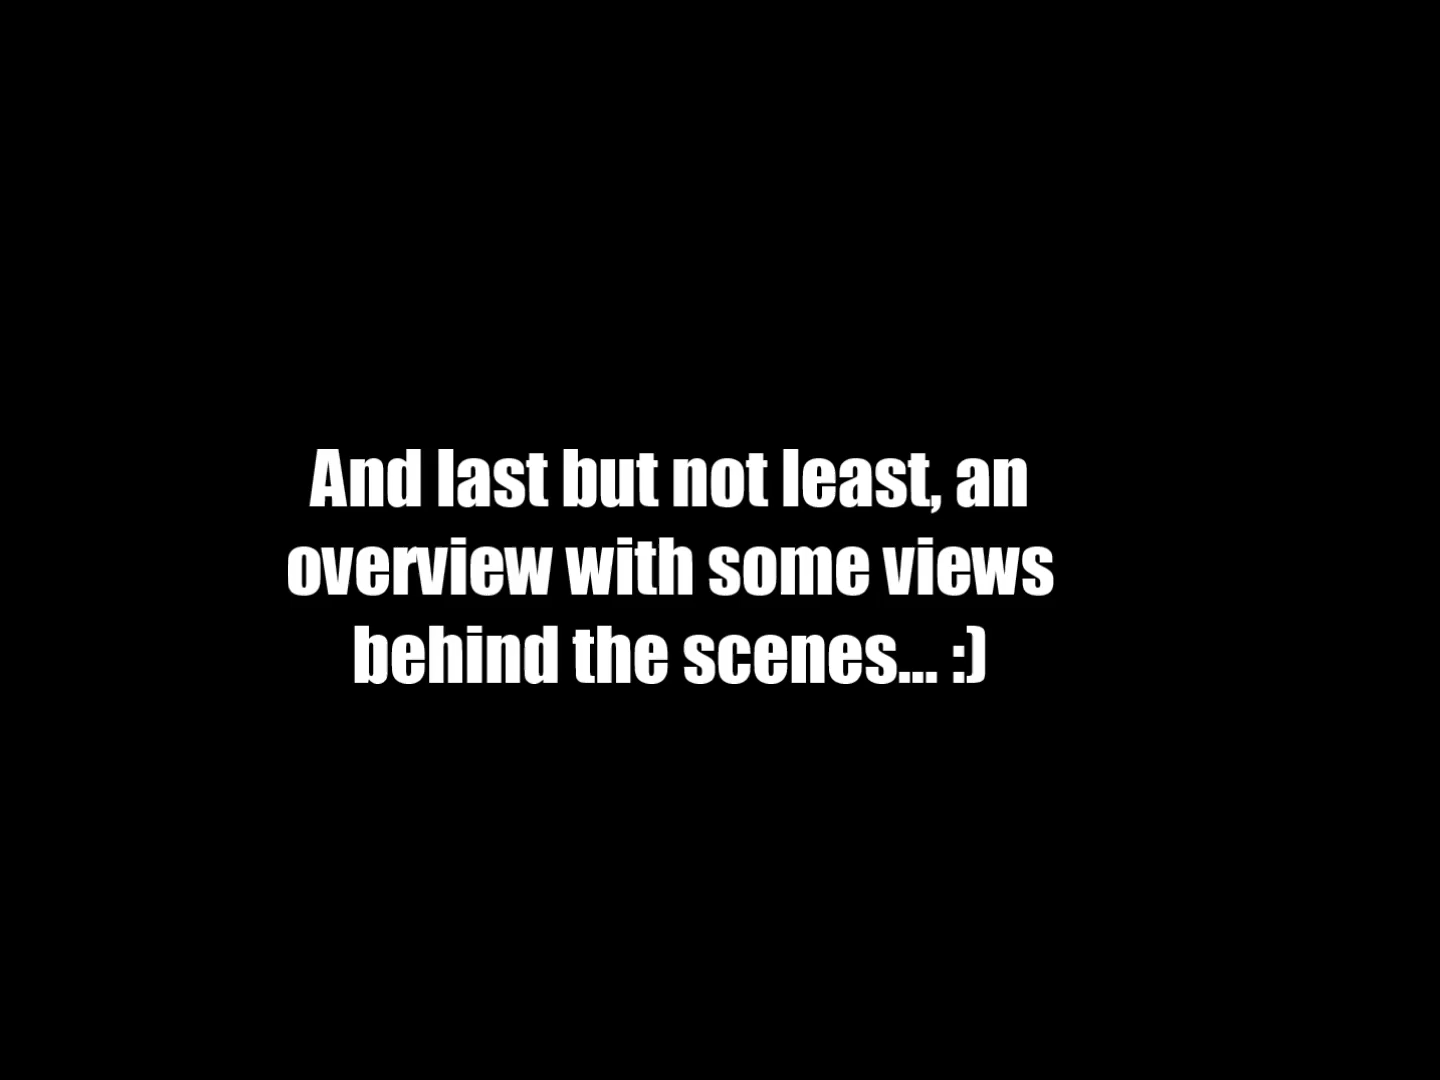 And last but not least, an
overview with some views
behind the scenes... :)